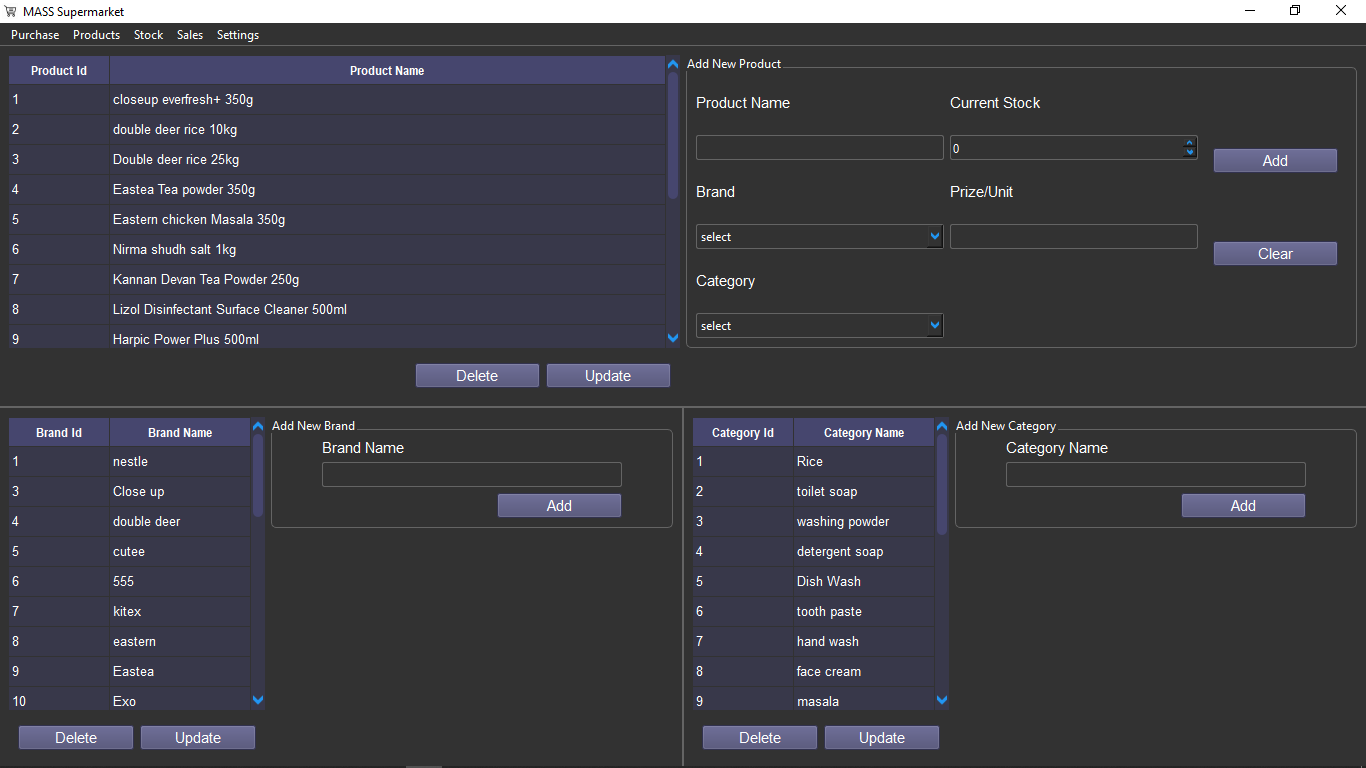 MASS Supermarket
Purchase Products Stock Sales Settings
Product Id Product Name
1 closeup everfresh+ 350g
2 double deer rice 10kg
3 Double deer rice 25kg
4 Eastea Tea powder 350g
5 Eastern chicken Masala 350g
6 Nirma shudh salt 1kg
7 Kannan Devan Tea Powder 250g
8 Lizol Disinfectant Surface Cleaner 500ml
9 Harpic Power Plus 500ml
Delete Update
Add New Product
Product Name Current Stock
0
Add
Brand Prize/Unit
select
Clear
Category
select
Brand Id Brand Name
1 nestle
3 Close up
4 double deer
5 cutee
6 555
7 kitex
8 eastern
9 Eastea
10 Exo
Delete Update
Add New Brand
Brand Name
Add
Category Id Category Name
1 Rice
2 toilet soap
3 washing powder
4 detergent soap
5 Dish Wash
6 tooth paste
7 hand wash
8 face cream
9 masala
Delete Update
Add New Category
Category Name
Add